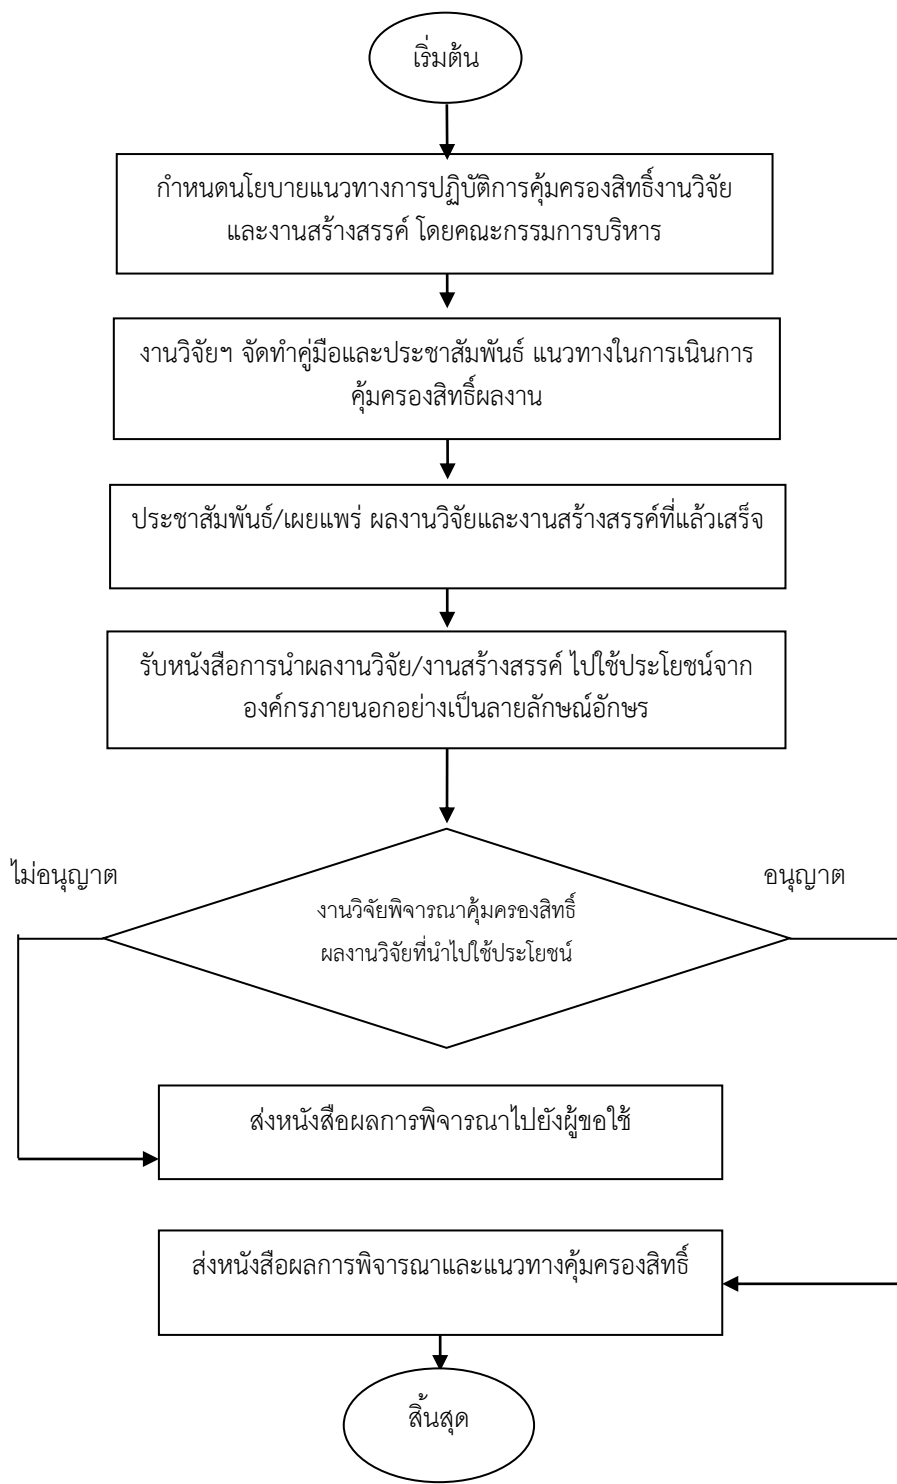 เริ่มต้น
กำหนดนโยบายแนวทางการปฏิบัติการคุ้มครองสิทธิ์งานวิจัย
และงานสร้างสรรค์ โดยคณะกรรมการบริหาร
งานวิจัยฯ จัดทำคู่มือและประชาสัมพันธ์ แนวทางในการเนินการ
คุ้มครองสิทธิ์ผลงาน
ประชาสัมพันธ์/เผยแพร่ ผลงานวิจัยและงานสร้างสรรค์ที่แล้วเสร็จ
รับหนังสือการนำผลงานวิจัย/งานสร้างสรรค์ ไปใช้ประโยชน์จาก
องค์กรภายนอกอย่างเป็นลายลักษณ์อักษร
ไม่อนุญาต
อนุญาต
งานวิจัยพิจารณาคุ้มครองสิทธิ์
ผลงานวิจัยที่นำไปใช้ประโยชน์
ส่งหนังสือผลการพิจารณาไปยังผู้ขอใช้
ส่งหนังสือผลการพิจารณาและแนวทางคุ้มครองสิทธิ์
สิ้นสุด